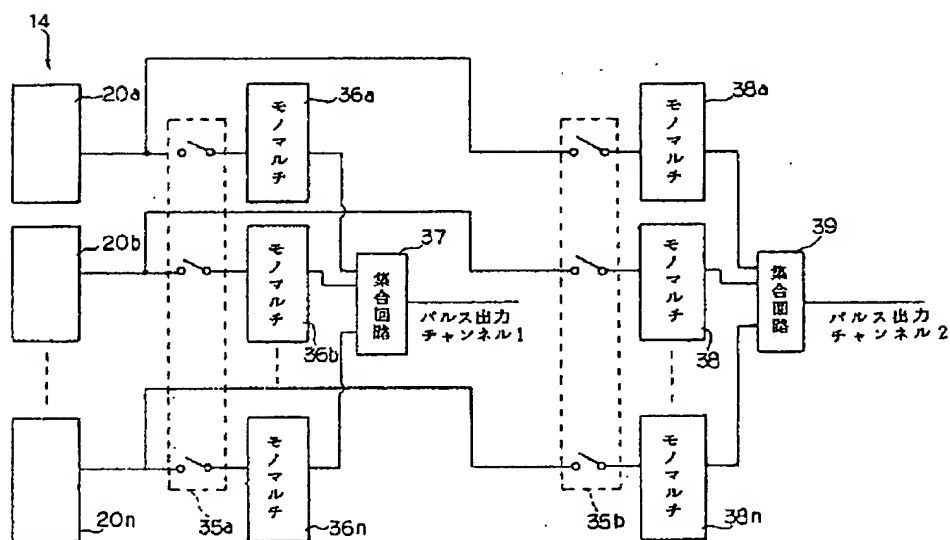 14
20a
36a
38a
モノマルチ
モノマルチ
20b
37
39
モノマルチ
集合回路
モノマルチ
集合回路
パルス出力
チャンネル1
パルス出力
チャンネル2
36b
38
モノマルチ
モノマルチ
20n
35a
36n
35b
38n